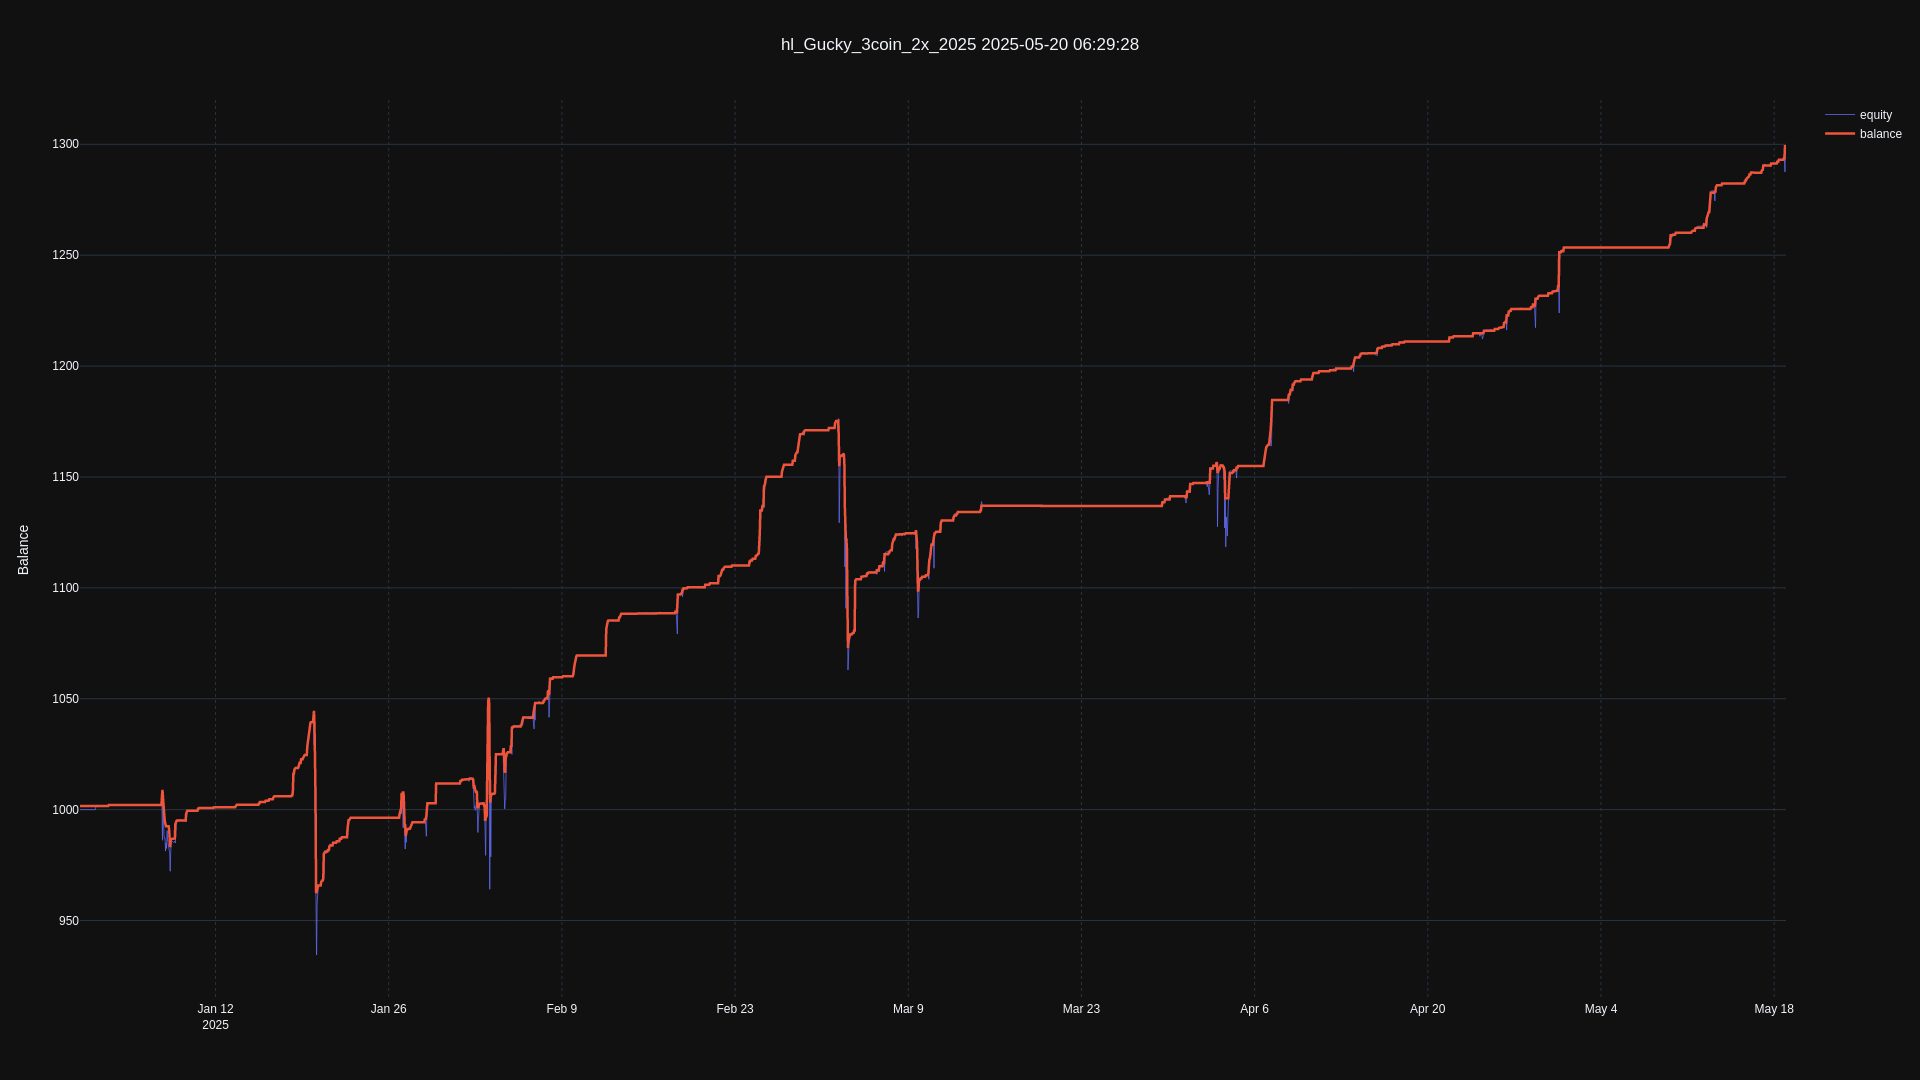 hl_Gucky_3coin_2x_2025 2025-05-20 06:29:28
equity
balance
1300
1250
1200
1150
1100
1050
1000
950
Balance
Jan 12
2025
Jan 26
Feb 9
Feb 23
Mar 9
Mar 23
Apr 6
Apr 20
May 4
May 18